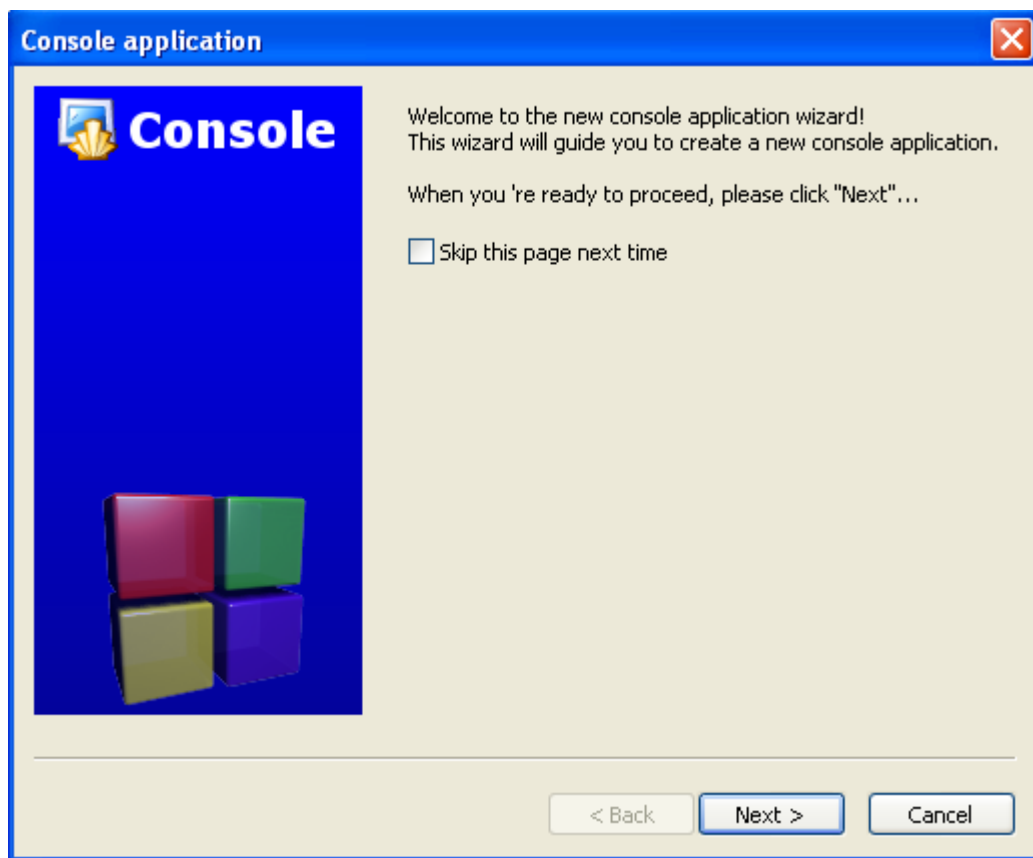 Console application
Console
Welcome to the new console application wizard!
This wizard will guide you to create a new console application.
When you 're ready to proceed, please click "Next"...
Skip this page next time
< Back
Next >
Cancel